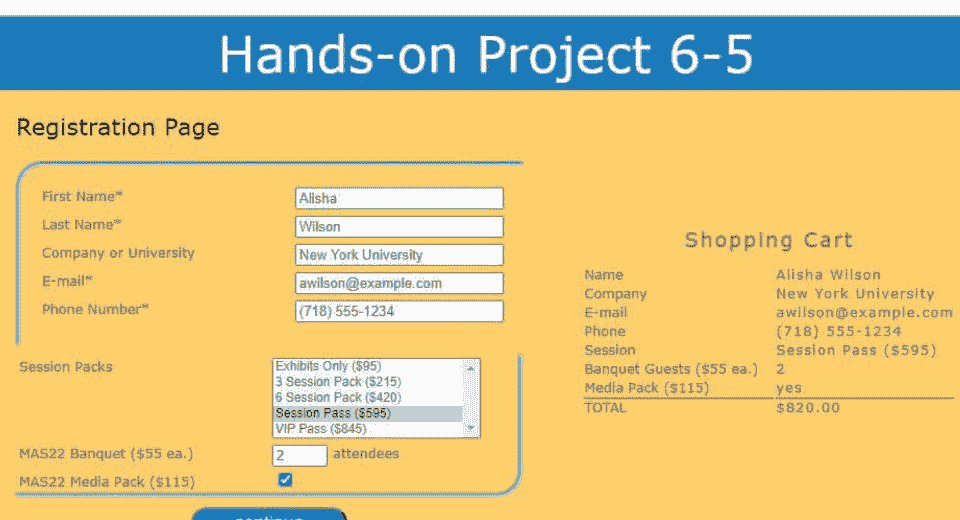 Hands-on Project 6-5
Registration Page
First Name* Alisha
Last Name* Wilson
Company or University New York University
E-mail* awilson@example.com
Phone Number* (718) 555-1234
Session Packs
Exhibits Only ($95)
3 Session Pack ($215)
6 Session Pack ($420)
Session Pass ($595)
VIP Pass ($845)
MAS22 Banquet ($55 ea.) 2 attendees
MAS22 Media Pack ($115)
continue
Shopping Cart
Name Alisha Wilson
Company New York University
E-mail awilson@example.com
Phone (718) 555-1234
Session Session Pass ($595)
Banquet Guests ($55 ea.) 2
Media Pack ($115) yes
TOTAL $820.00